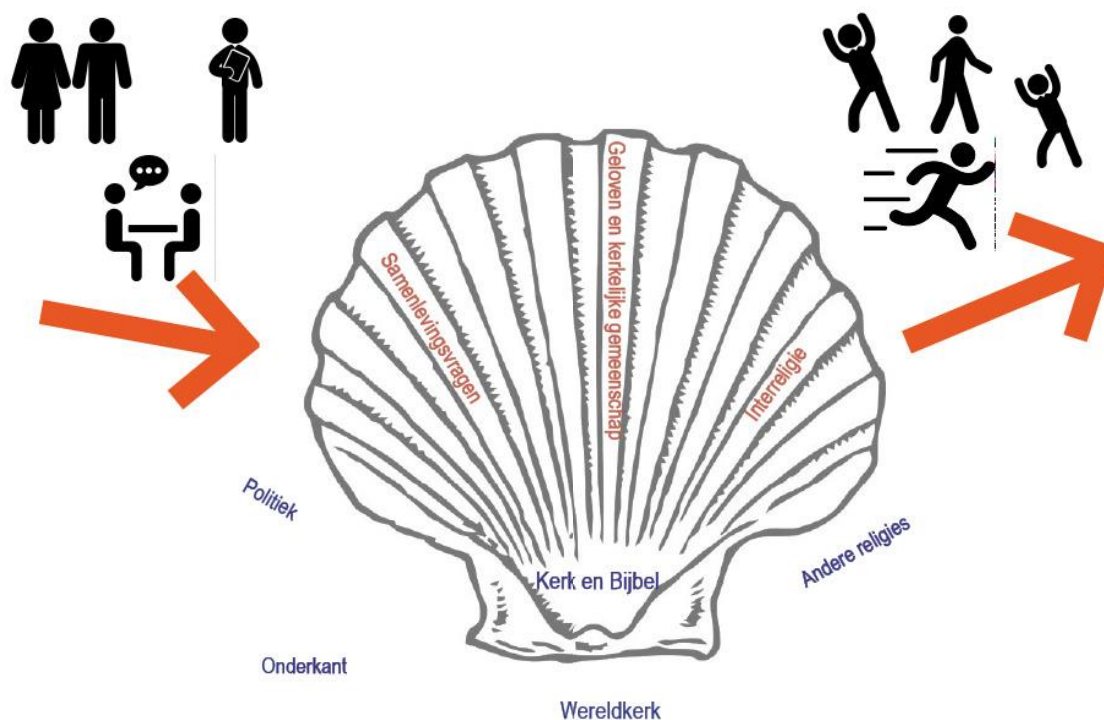 Samenlevingsvragen
Geloven en kerkelijke gemeenschap
Interreligie
Politiek
Andere religies
Kerk en Bijbel
Onderkant
Wereldkerk